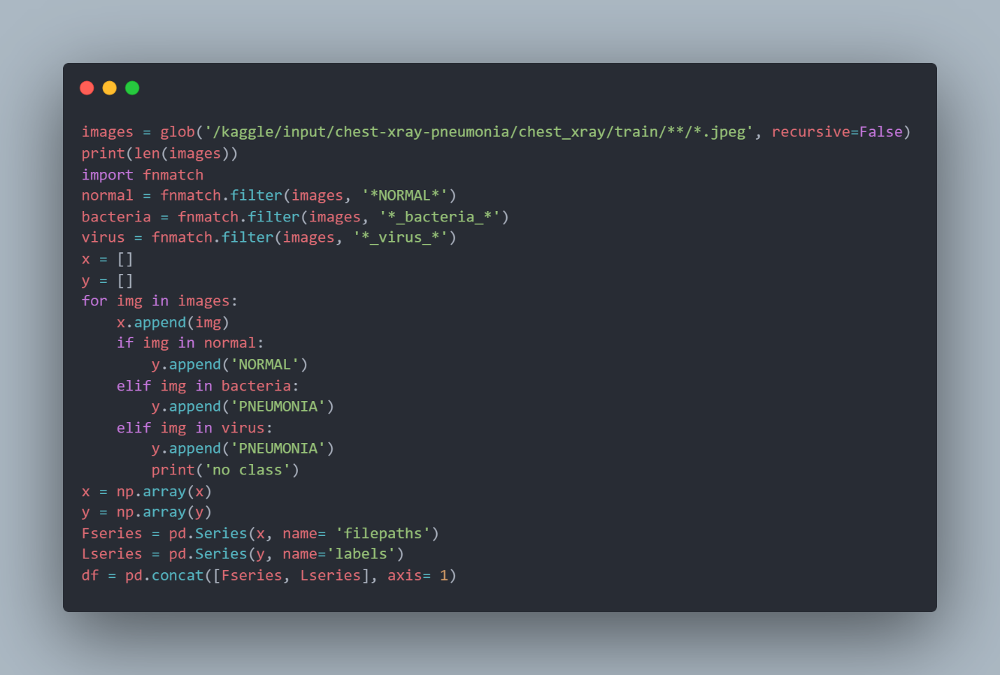 images = glob('/kaggle/input/chest-xray-pneumonia/chest_xray/train/**/*.jpeg', recursive=False)
print(len(images))
import fnmatch
normal = fnmatch.filter(images, '*NORMAL*')
bacteria = fnmatch.filter(images, '*_bacteria_*')
virus = fnmatch.filter(images, '*_virus_*')
x = []
y = []
for img in images:
    x.append(img)
    if img in normal:
        y.append('NORMAL')
    elif img in bacteria:
        y.append('PNEUMONIA')
    elif img in virus:
        y.append('PNEUMONIA')
        print('no class')
x = np.array(x)
y = np.array(y)
Fseries = pd.Series(x, name= 'filepaths')
Lseries = pd.Series(y, name='labels')
df = pd.concat([Fseries, Lseries], axis= 1)